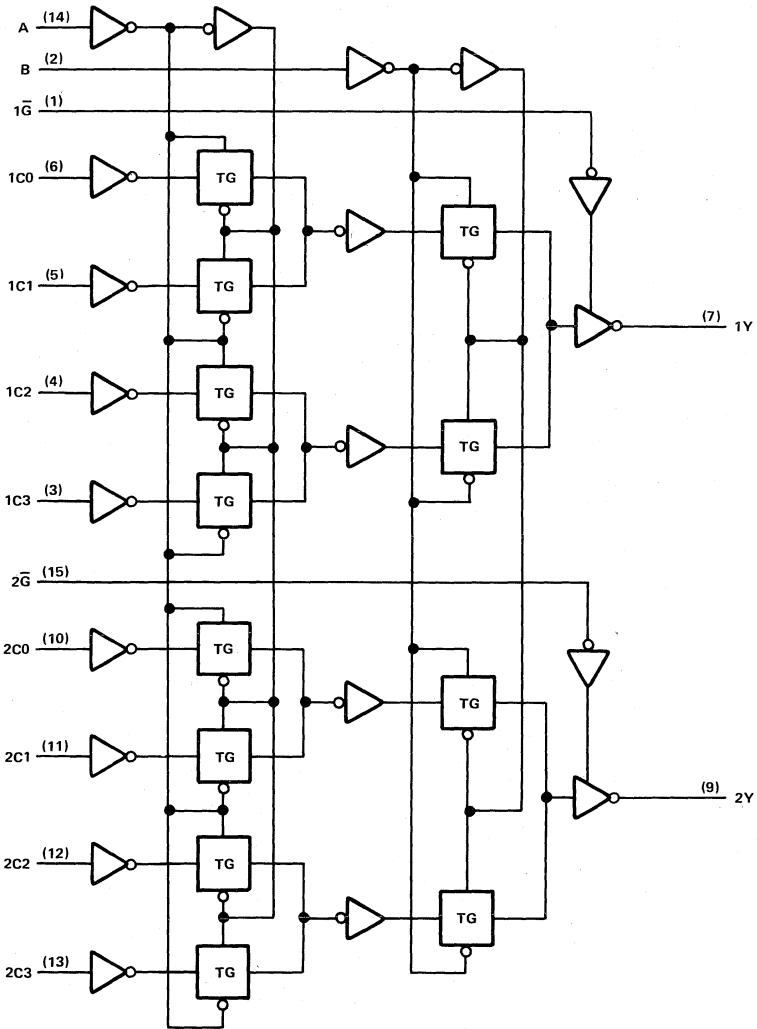 A (14)
B (2)
1G̅ (1)
1C0 (6) TG
TG
1C1 (5) TG
(7) 1Y
1C2 (4) TG
TG
1C3 (3) TG
2G̅ (15)
2C0 (10) TG
TG
2C1 (11) TG
(9) 2Y
2C2 (12) TG
TG
2C3 (13) TG